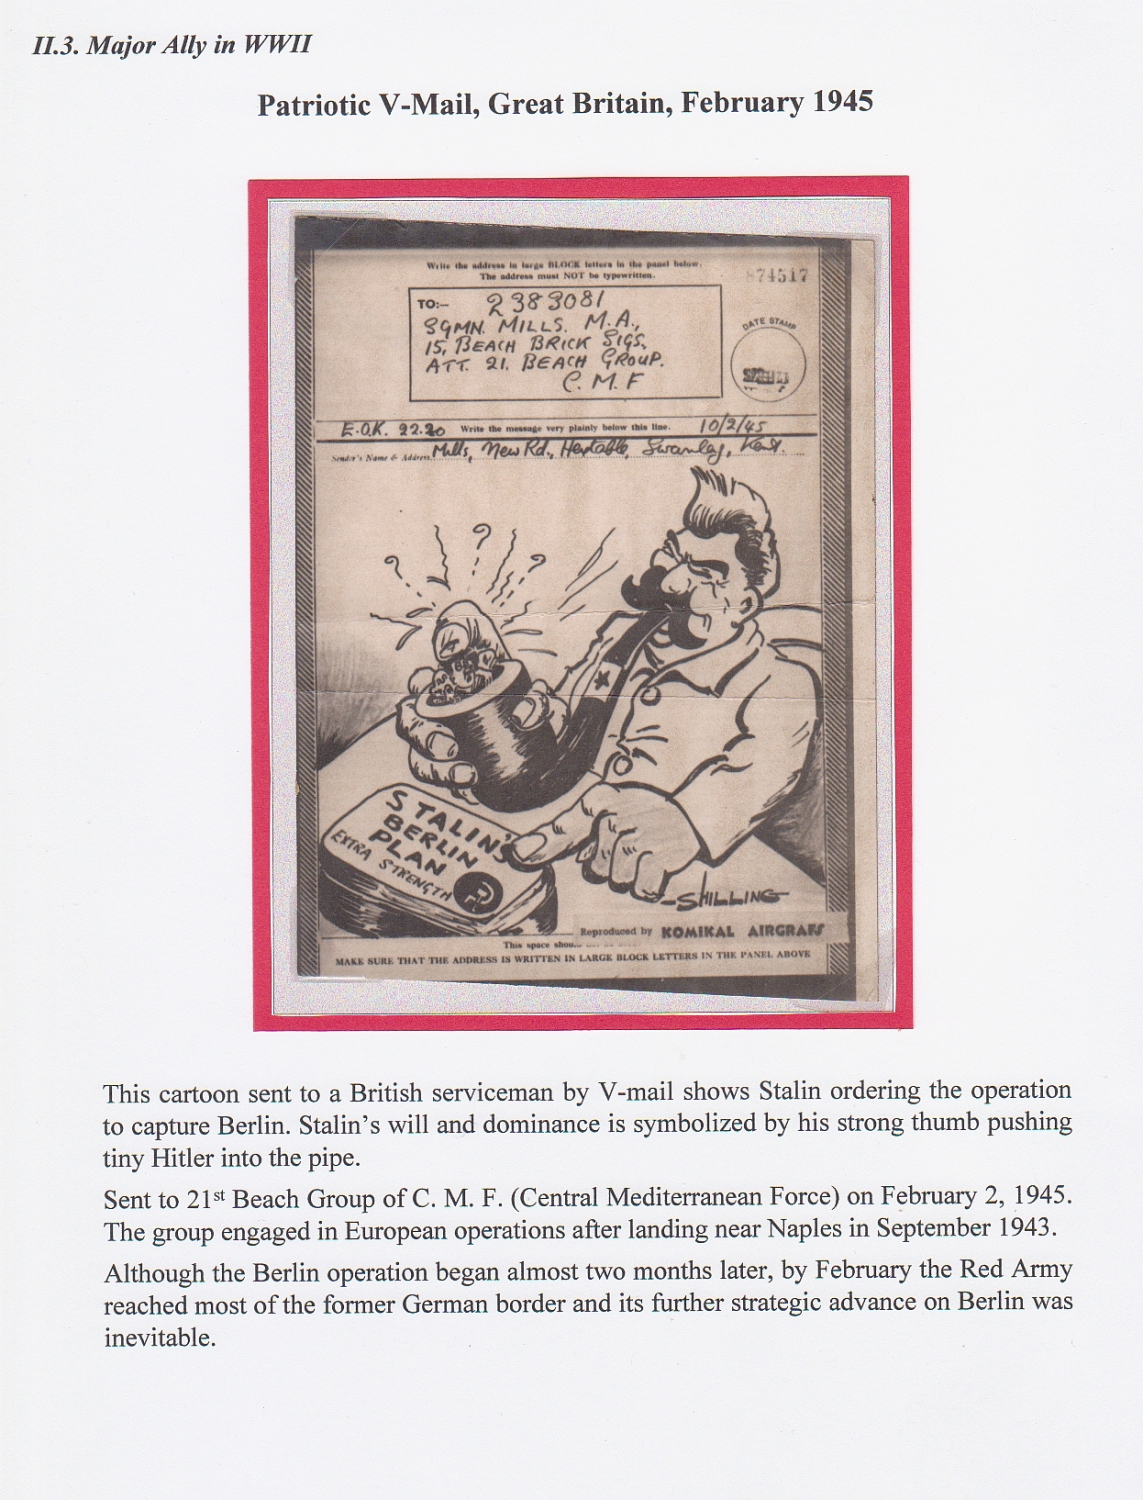 II.3. Major Ally in WWII
Patriotic V-Mail, Great Britain, February 1945
Write the address in large BLOCK letters in the panel below.
The address must NOT be typewritten.
74517
TO:- 2383081
SGMN. MILLS. M.A.,
15, BEACH BRICK SIGS,
ATT. 21. BEACH GROUP.
C. M. F
DATE STAMP
E.O.K. 22.20 Write the message very plainly below this line. 10/2/45
Sender's Name & Address Mills, New Rd., Hextable, Swanley, Kent.
? ? ?
STALIN'S
BERLIN
PLAN
EXTRA STRENGTH
SHILLING
Reproduced by KOMIKAL AIRGRAFS
This space
MAKE SURE THAT THE ADDRESS IS WRITTEN IN LARGE BLOCK LETTERS IN THE PANEL ABOVE
This cartoon sent to a British serviceman by V-mail shows Stalin ordering the operation
to capture Berlin. Stalin's will and dominance is symbolized by his strong thumb pushing
tiny Hitler into the pipe.
Sent to 21st Beach Group of C. M. F. (Central Mediterranean Force) on February 2, 1945.
The group engaged in European operations after landing near Naples in September 1943.
Although the Berlin operation began almost two months later, by February the Red Army
reached most of the former German border and its further strategic advance on Berlin was
inevitable.